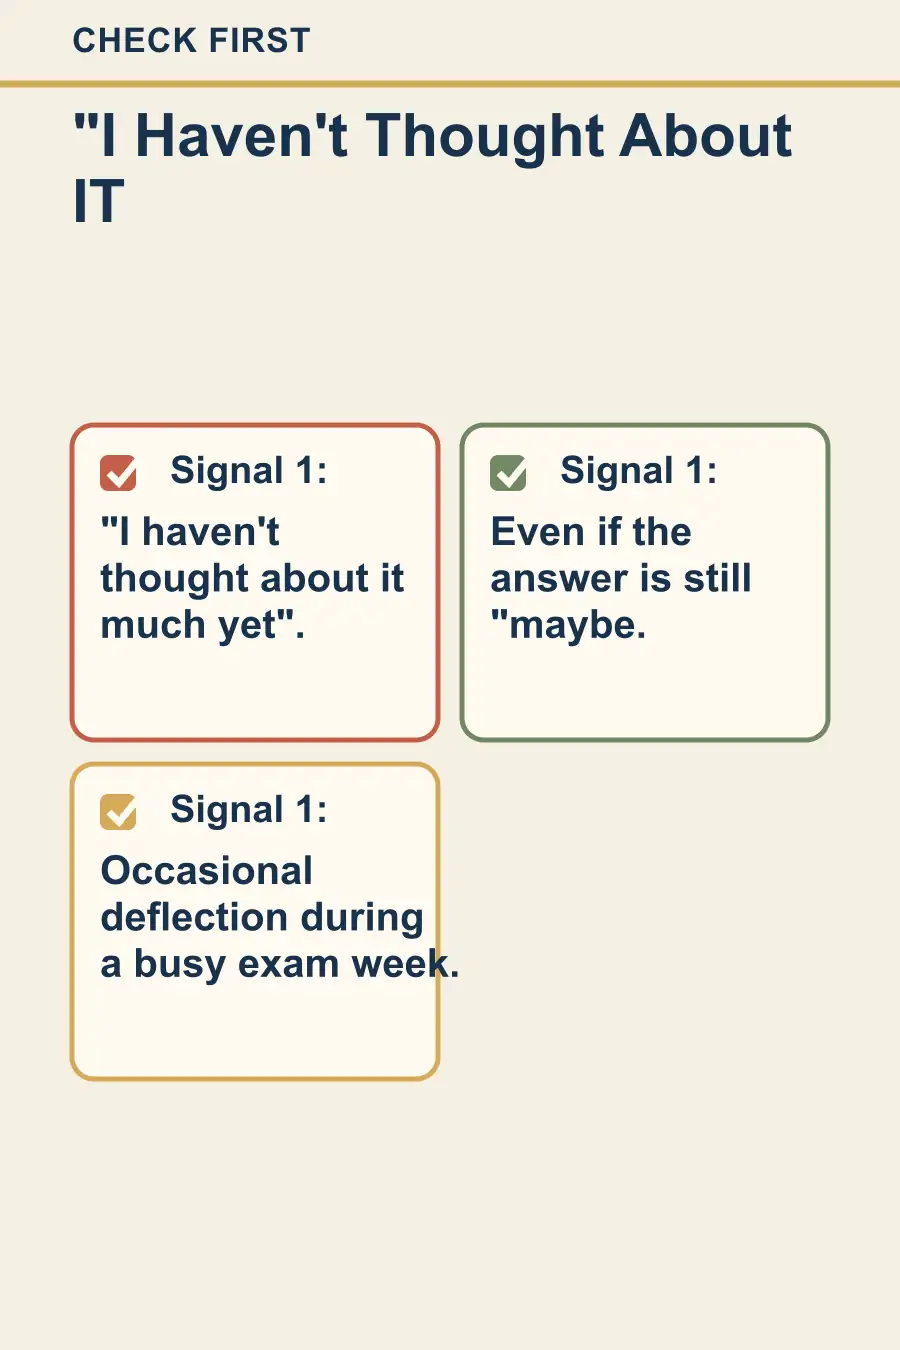 CHECK FIRST
"I Haven't Thought About
IT
Signal 1:
"I haven't
thought about it
much yet".
Signal 1:
Even if the
answer is still
"maybe.
Signal 1:
Occasional
deflection during
a busy exam week.